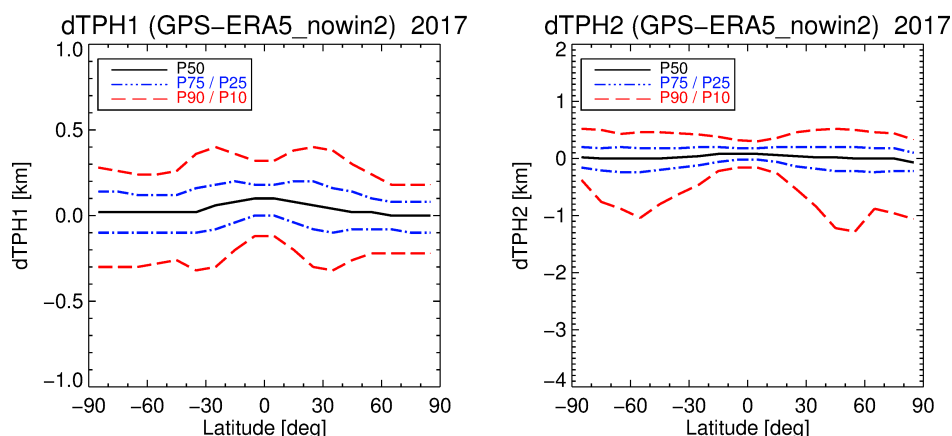 dTPH1 (GPS−ERA5_nowin2) 2017
1.0
0.5
0.0
−0.5
−1.0
dTPH1 [km]
P50
P75 / P25
P90 / P10
−90 −60 −30 0 30 60 90
Latitude [deg]
dTPH2 (GPS−ERA5_nowin2) 2017
2
1
0
−1
−2
−3
−4
dTPH2 [km]
P50
P75 / P25
P90 / P10
−90 −60 −30 0 30 60 90
Latitude [deg]